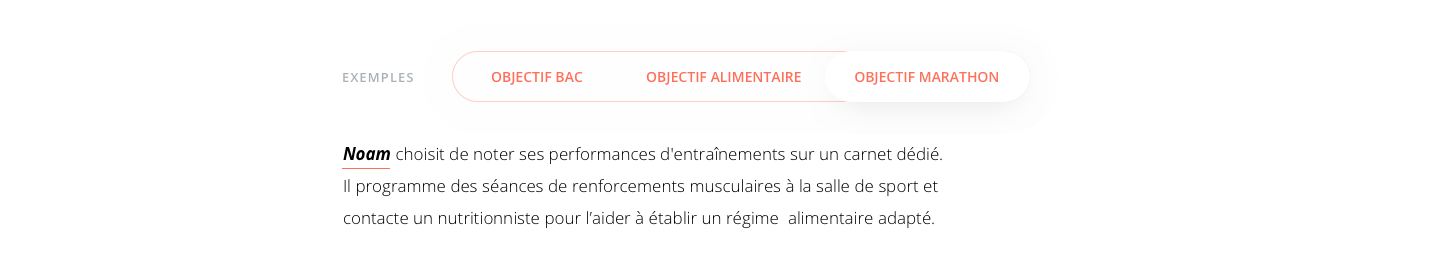 EXEMPLES OBJECTIF BAC OBJECTIF ALIMENTAIRE OBJECTIF MARATHON
Noam choisit de noter ses performances d'entraînements sur un carnet dédié.
Il programme des séances de renforcements musculaires à la salle de sport et
contacte un nutritionniste pour l’aider à établir un régime  alimentaire adapté.